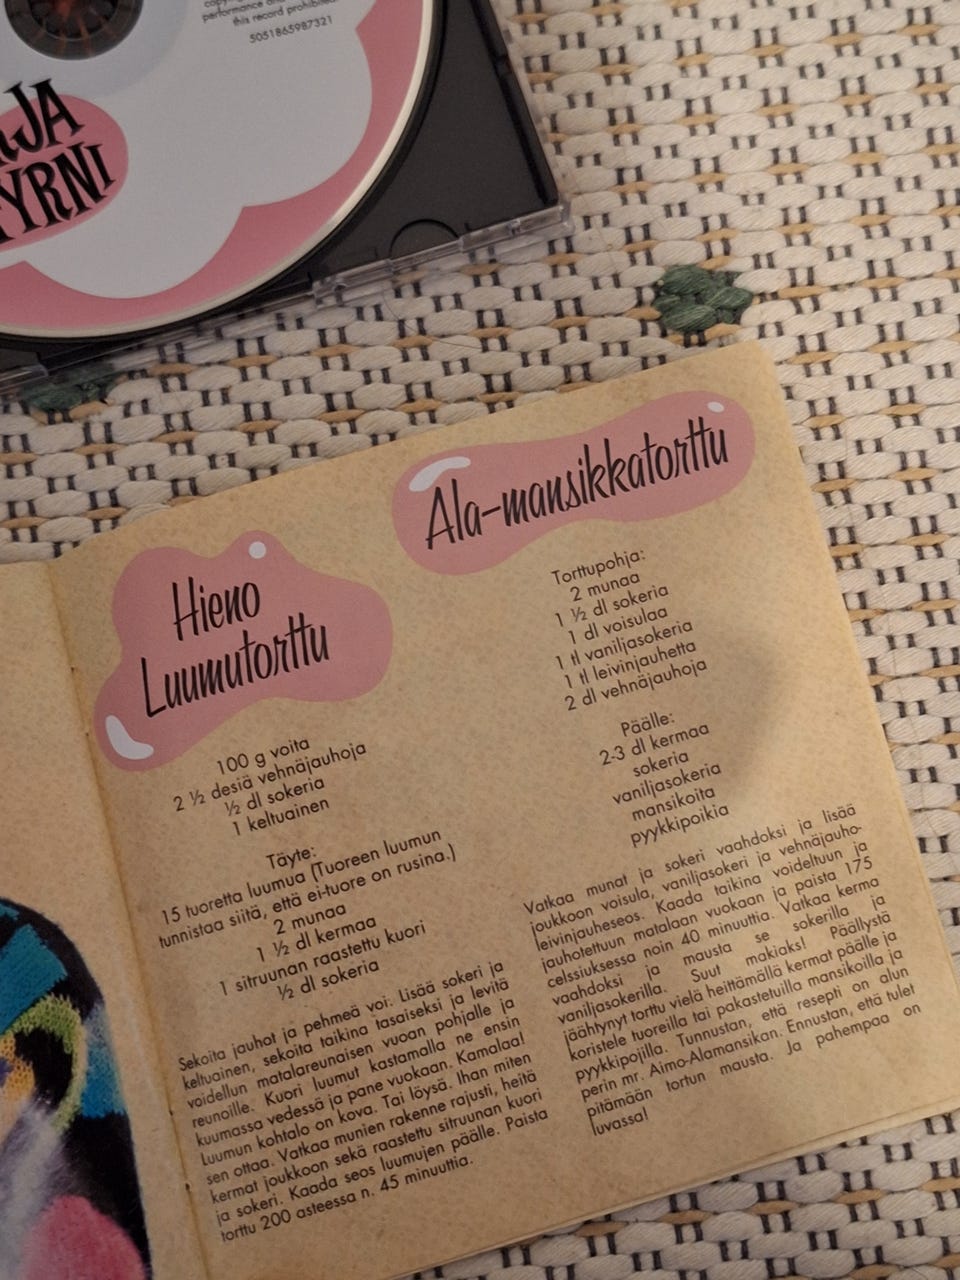 performance and
this record prohibited.
5051865987321
JA
YRNI
Hieno
Luumutorttu
100 g voita
2 ½ desiä vehnäjauhoja
½ dl sokeria
1 keltuainen
Täyte:
15 tuoretta luumua (Tuoreen luumun
tunnistaa siitä, että ei-tuore on rusina.)
2 munaa
1 ½ dl kermaa
1 sitruunan raastettu kuori
½ dl sokeria
Sekoita jauhot ja pehmeä voi. Lisää sokeri ja
keltuainen, sekoita taikina tasaiseksi ja levitä
voidellun matalareunaisen vuoan pohjalle ja
reunoille. Kuori luumut kastamalla ne ensin
kuumassa vedessä ja pane vuokaan. Kamalaa!
Luumun kohtalo on kova. Tai löysä. Ihan miten
sen ottaa. Vatkaa munien rakenne rajusti, heitä
kermat joukkoon sekä raastettu sitruunan kuori
ja sokeri. Kaada seos luumujen päälle. Paista
torttu 200 asteessa n. 45 minuuttia.
Ala-mansikkatorttu
Torttupohja:
2 munaa
1 ½ dl sokeria
1 dl voisulaa
1 tl vaniljasokeria
1 tl leivinjauhetta
2 dl vehnäjauhoja
Päälle:
2-3 dl kermaa
sokeria
vaniljasokeria
mansikoita
pyykkipoikia
Vatkaa munat ja sokeri vaahdoksi ja lisää
joukkoon voisula, vaniljasokeri ja vehnäjauho-
leivinjauheseos. Kaada taikina voideltuun ja
jauhotettuun matalaan vuokaan ja paista 175
celssiuksessa noin 40 minuuttia. Vatkaa kerma
vaahdoksi ja mausta se sokerilla ja
vaniljasokerilla. Suut makiaks! Päällystä
jäähtynyt torttu vielä heittämällä kermat päälle ja
koristele tuoreilla tai pakastetuilla mansikoilla ja
pyykkipojilla. Tunnustan, että resepti on alun
perin mr. Aimo-Alamansikan. Ennustan, että tulet
pitämään tortun mausta. Ja pahempaa on
luvassa!